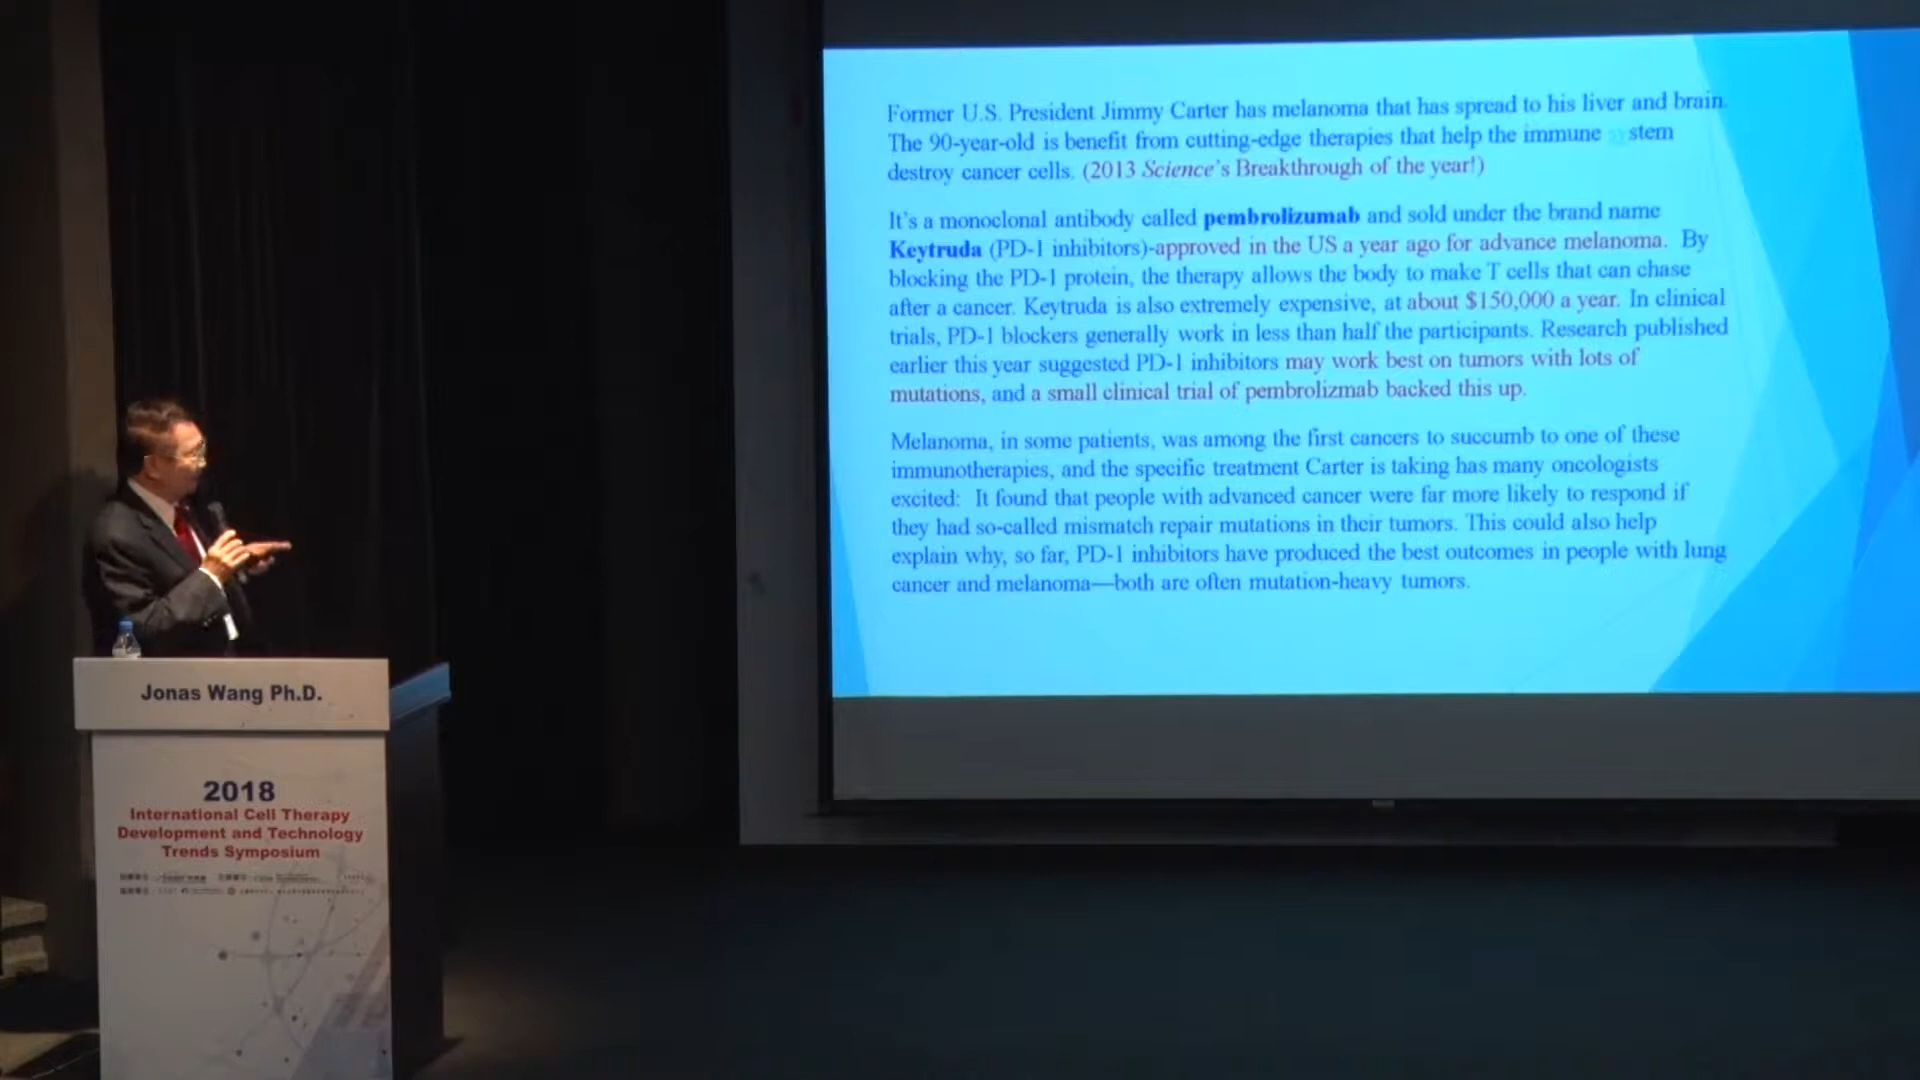 Former U.S. President Jimmy Carter has melanoma that has spread to his liver and brain.
The 90-year-old is benefit from cutting-edge therapies that help the immune stem
destroy cancer cells. (2013 Science's Breakthrough of the year!)
It's a monoclonal antibody called pembrolizumab and sold under the brand name
Keytruda (PD-1 inhibitors)-approved in the US a year ago for advance melanoma. By
blocking the PD-1 protein, the therapy allows the body to make T cells that can chase
after a cancer. Keytruda is also extremely expensive, at about $150,000 a year. In clinical
trials, PD-1 blockers generally work in less than half the participants. Research published
earlier this year suggested PD-1 inhibitors may work best on tumors with lots of
mutations, and a small clinical trial of pembrolizmab backed this up.
Melanoma, in some patients, was among the first cancers to succumb to one of these
immunotherapies, and the specific treatment Carter is taking has many oncologists
excited: It found that people with advanced cancer were far more likely to respond if
they had so-called mismatch repair mutations in their tumors. This could also help
explain why, so far, PD-1 inhibitors have produced the best outcomes in people with lung
cancer and melanoma—both are often mutation-heavy tumors.
Jonas Wang Ph.D.
2018
International Cell Therapy
Development and Technology
Trends Symposium